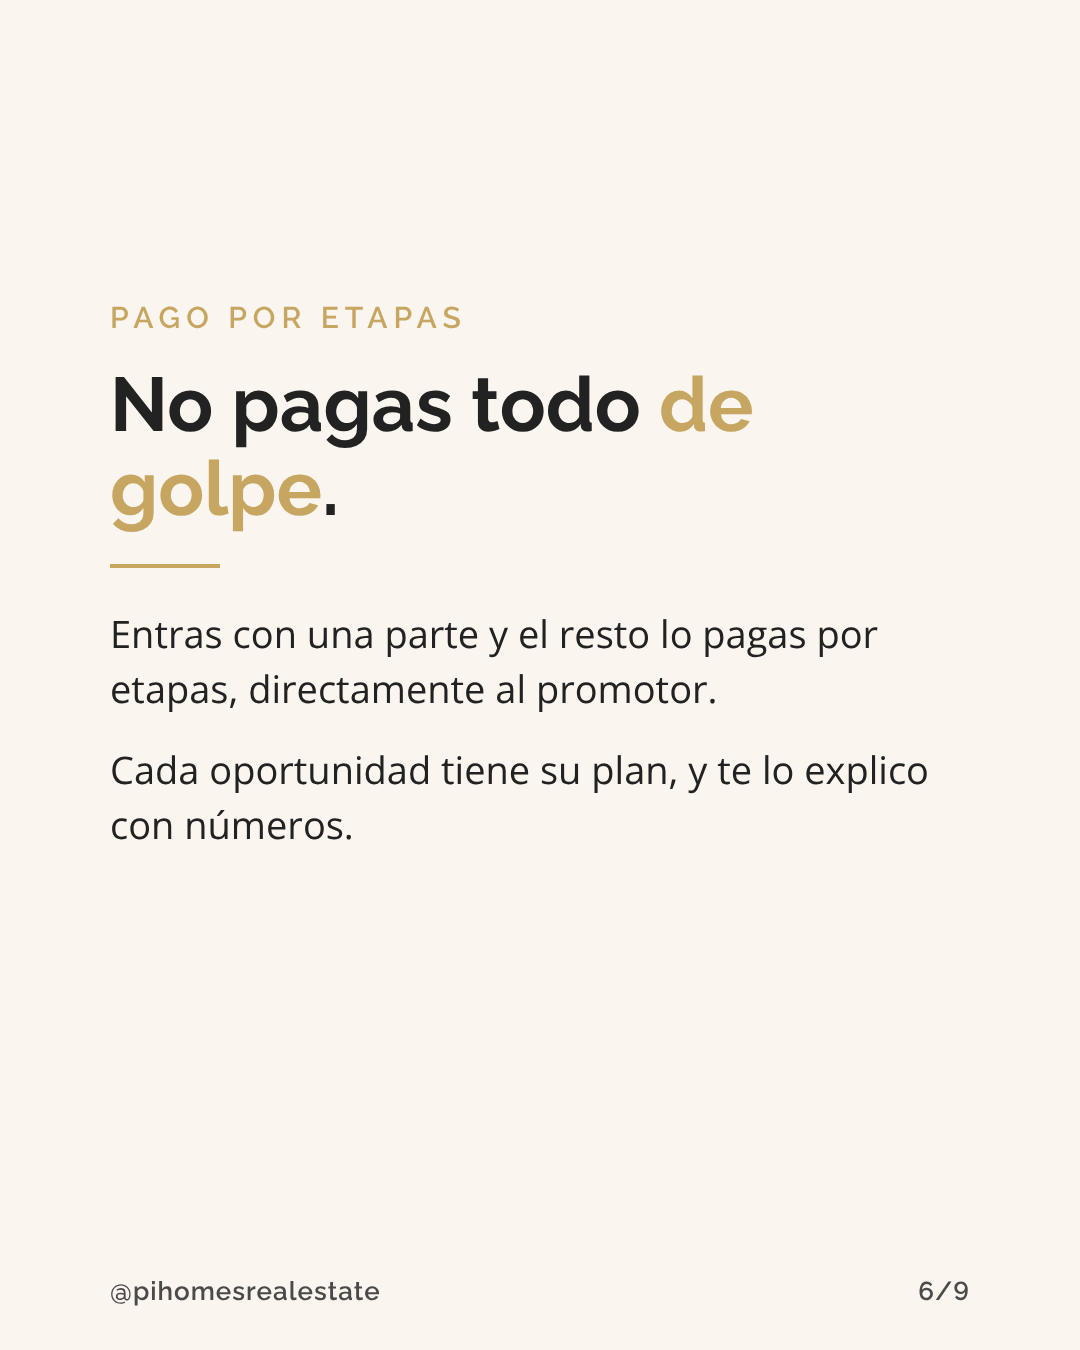 PAGO POR ETAPAS
No pagas todo de
golpe.
Entras con una parte y el resto lo pagas por
etapas, directamente al promotor.
Cada oportunidad tiene su plan, y te lo explico
con números.
@pihomesrealestate
6/9